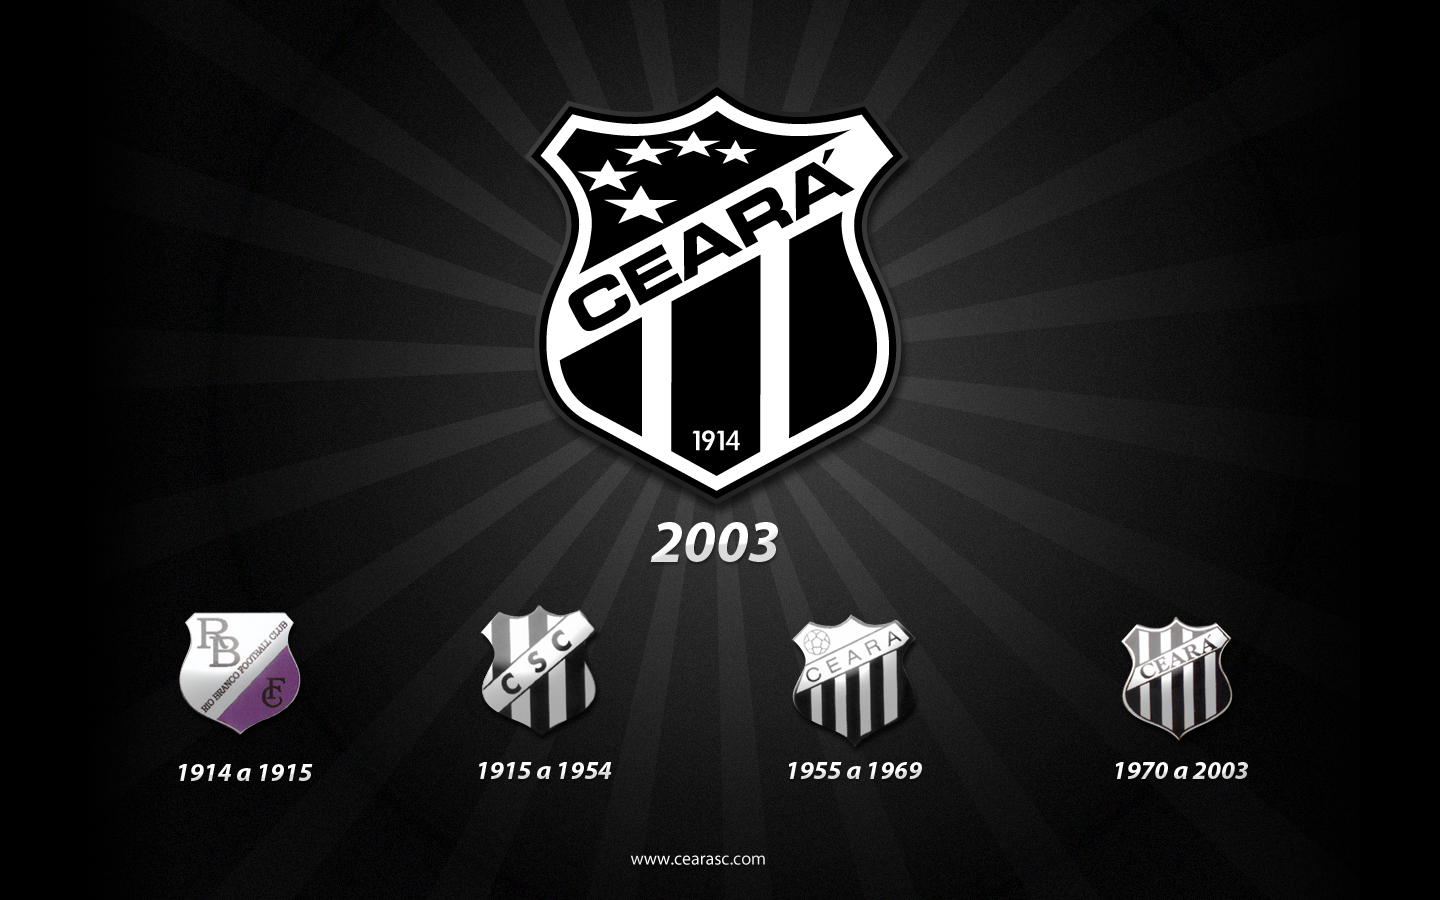 CEARÁ
1914
2003
RB
RIO BRANCO FOOTBALL CLUB
FC
1914 a 1915
CSC
1915 a 1954
CEARA
1955 a 1969
CEARÁ
1970 a 2003
www.cearasc.com